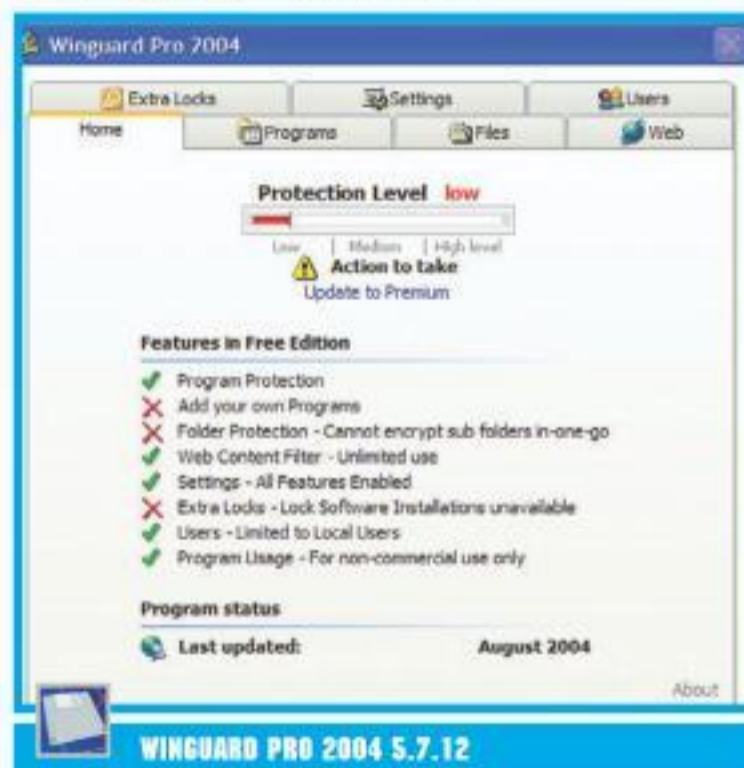 Winguard Pro 2004
Extra Locks Settings Users
Home Programs Files Web
Protection Level low
Low | Medium | High level
Action to take
Update to Premium
Features in Free Edition
Program Protection
Add your own Programs
Folder Protection - Cannot encrypt sub folders in-one-go
Web Content Filter - Unlimited use
Settings - All Features Enabled
Extra Locks - Lock Software Installations unavailable
Users - Limited to Local Users
Program Usage - For non-commercial use only
Program status
Last updated: August 2004
About
WINGUARD PRO 2004 5.7.12